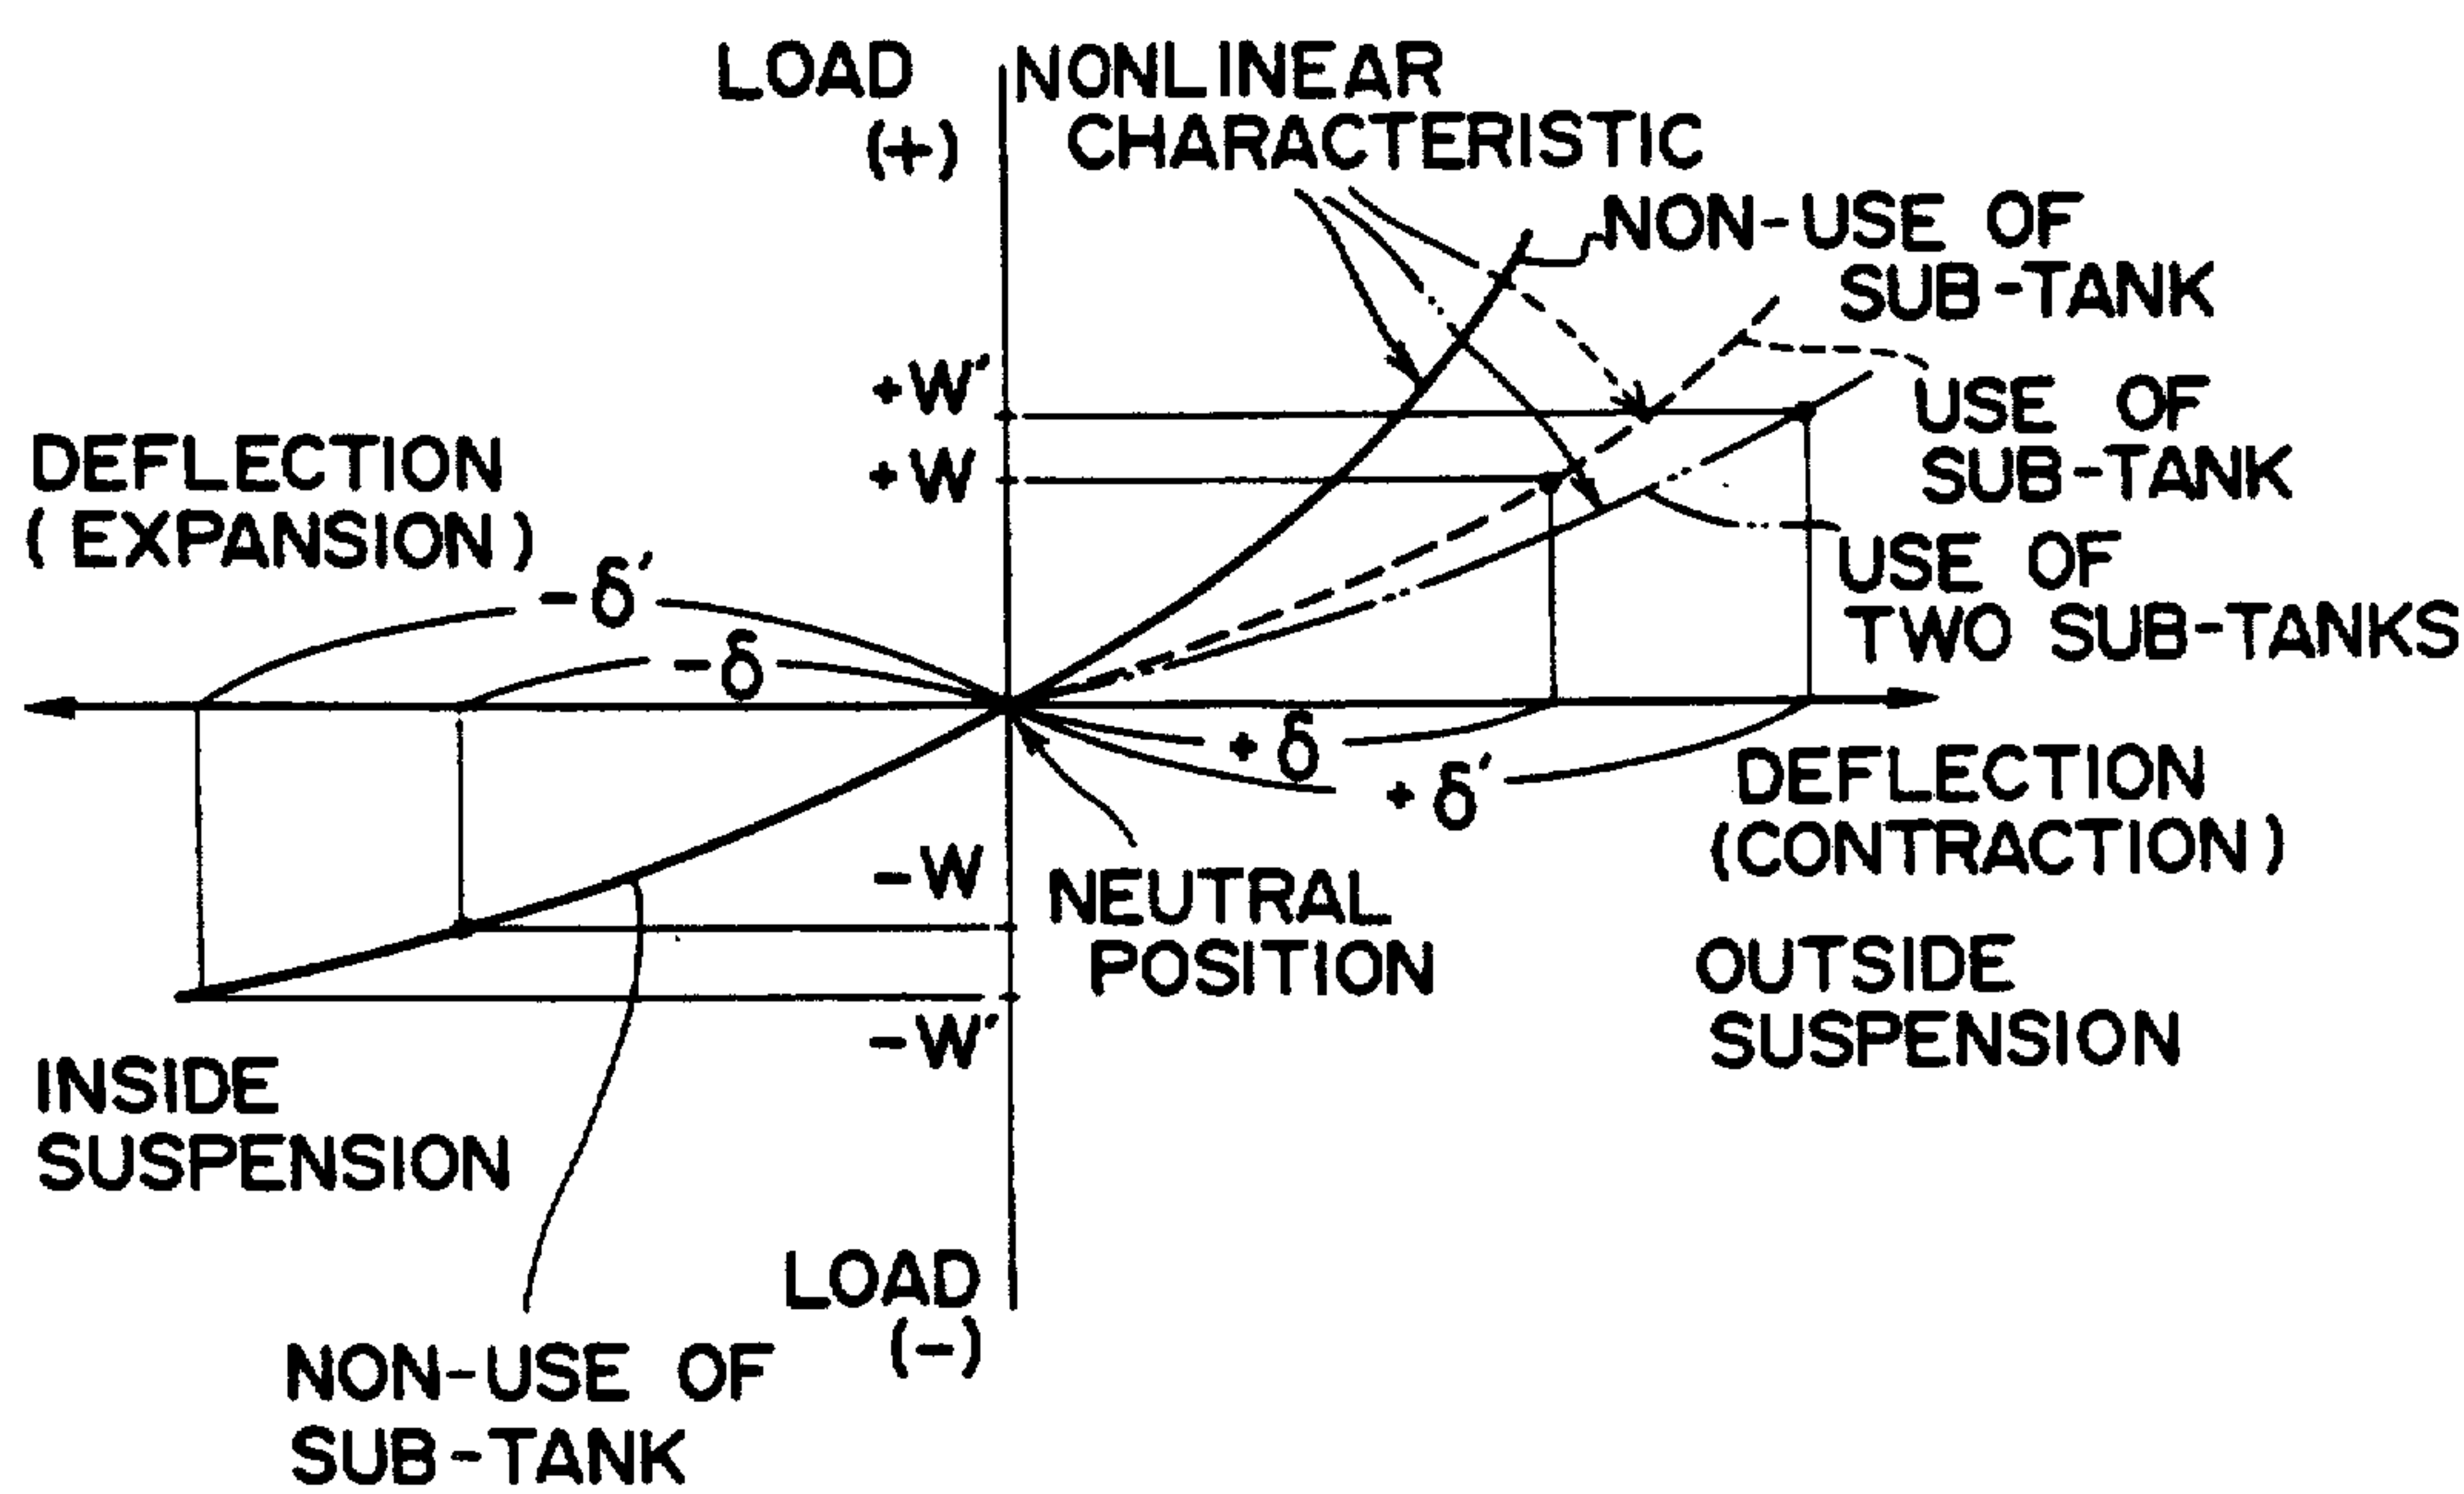 LOAD
(+)
NONLINEAR
CHARACTERISTIC
NON-USE OF
SUB-TANK
+W′
+W
USE OF
SUB-TANK
DEFLECTION
(EXPANSION)
USE OF
TWO SUB-TANKS
-δ′
-δ
+δ
+δ′
DEFLECTION
(CONTRACTION)
-W
NEUTRAL
POSITION
OUTSIDE
SUSPENSION
-W′
INSIDE
SUSPENSION
LOAD
(-)
NON-USE OF
SUB-TANK